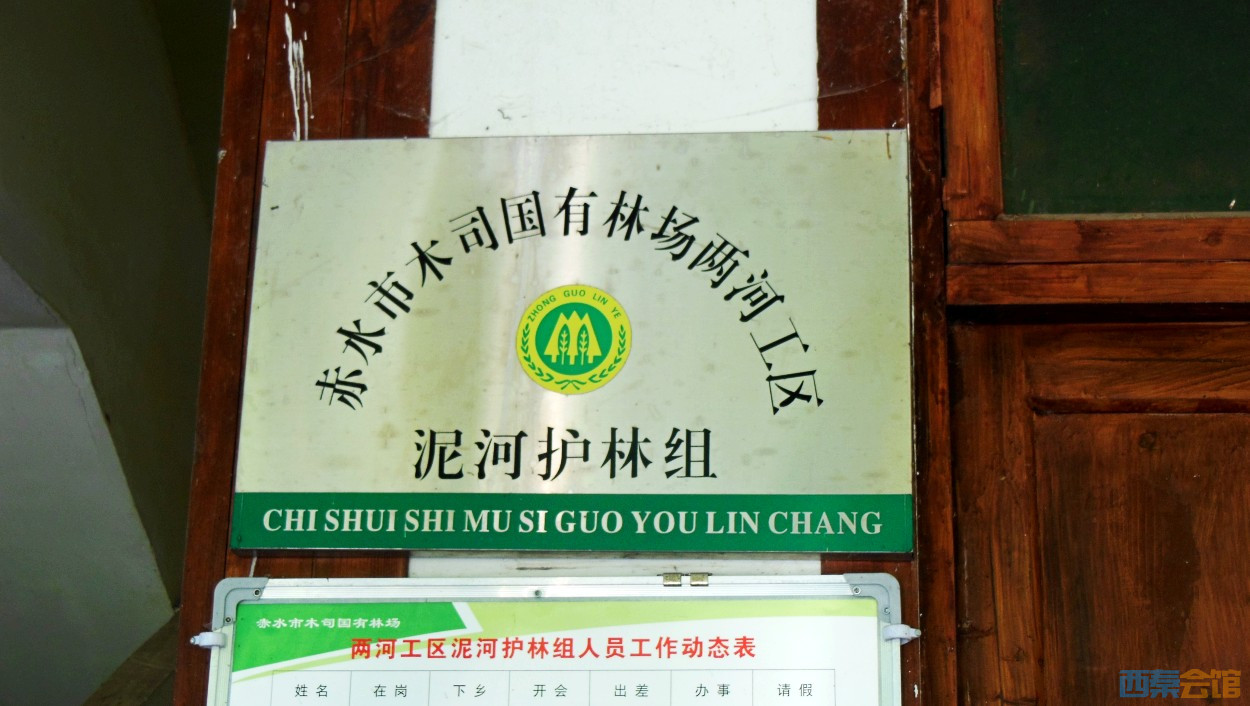 赤水市木司国有林场两河工区
ZHONG GUO LIN YE
泥河护林组
CHI SHUI SHI MU SI GUO YOU LIN CHANG
赤水市木司国有林场
两河工区泥河护林组人员工作动态表
姓名 在岗 下乡 开会 出差 办事 请假
西秦会馆